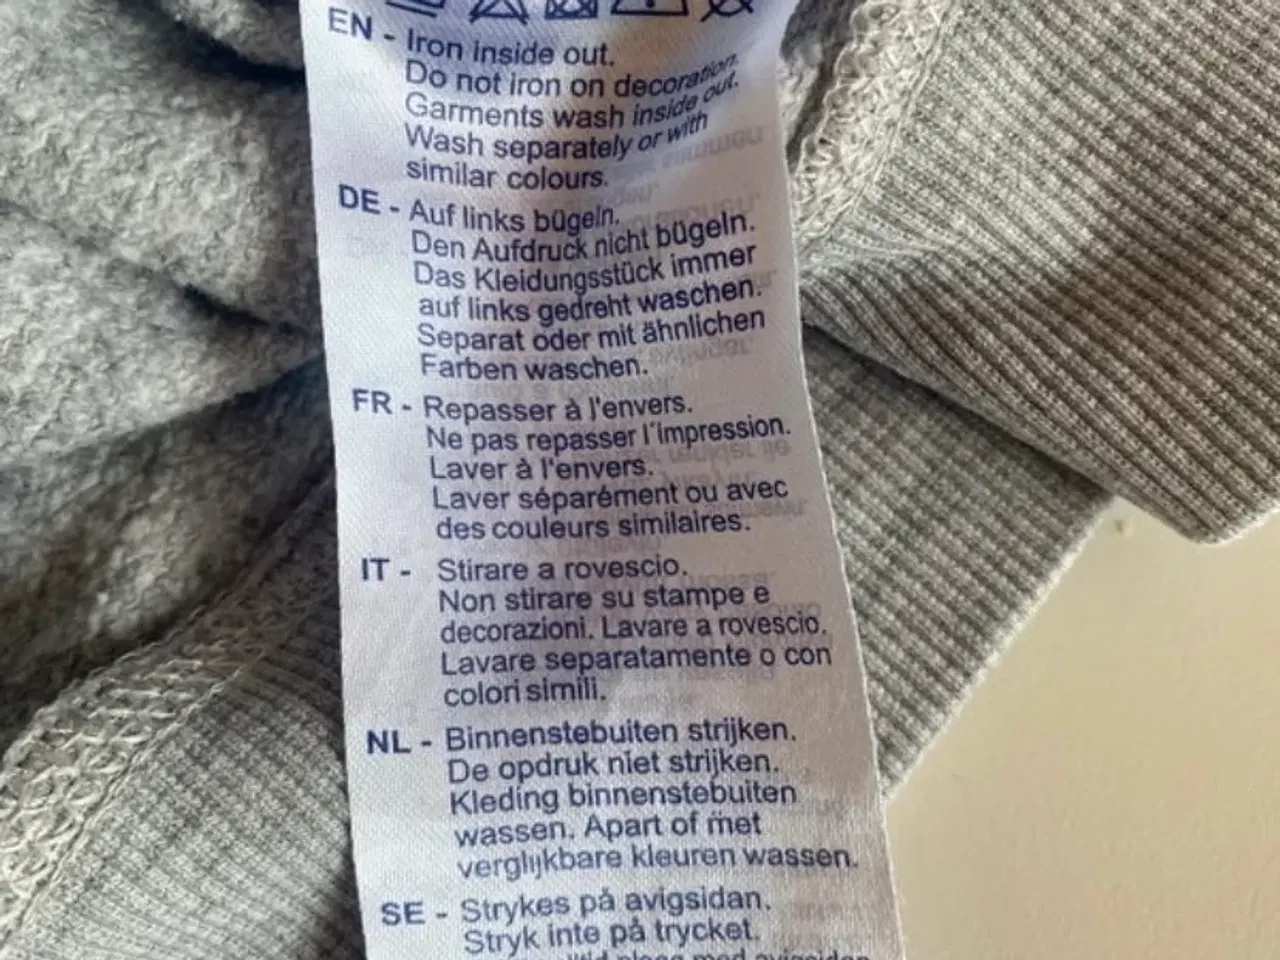 EN - Iron inside out.
Do not iron on decoration.
Garments wash inside out.
Wash separately or with
similar colours.
DE - Auf links bügeln.
Den Aufdruck nicht bügeln.
Das Kleidungsstück immer
auf links gedreht waschen.
Separat oder mit ähnlichen
Farben waschen.
FR - Repasser à l'envers.
Ne pas repasser l´impression.
Laver à l'envers.
Laver séparément ou avec
des couleurs similaires.
IT - Stirare a rovescio.
Non stirare su stampe e
decorazioni. Lavare a rovescio.
Lavare separatamente o con
colori simili.
NL - Binnenstebuiten strijken.
De opdruk niet strijken.
Kleding binnenstebuiten
wassen. Apart of met
verglijkbare kleuren wassen.
SE - Strykes på avigsidan.
Stryk inte på trycket.
plagg med avigsidan